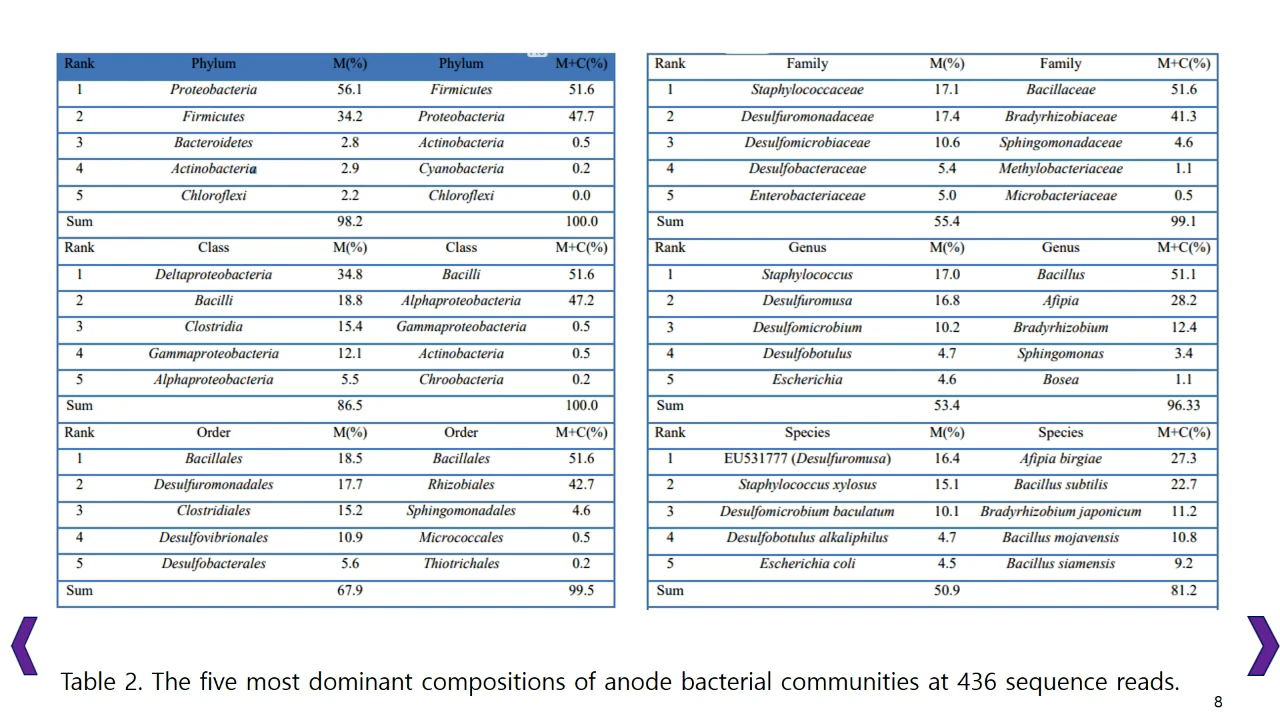 Rank Phylum M(%) Phylum M+C(%)
1 Proteobacteria 56.1 Firmicutes 51.6
2 Firmicutes 34.2 Proteobacteria 47.7
3 Bacteroidetes 2.8 Actinobacteria 0.5
4 Actinobacteria 2.9 Cyanobacteria 0.2
5 Chloroflexi 2.2 Chloroflexi 0.0
Sum 98.2 100.0
Rank Class M(%) Class M+C(%)
1 Deltaproteobacteria 34.8 Bacilli 51.6
2 Bacilli 18.8 Alphaproteobacteria 47.2
3 Clostridia 15.4 Gammaproteobacteria 0.5
4 Gammaproteobacteria 12.1 Actinobacteria 0.5
5 Alphaproteobacteria 5.5 Chroobacteria 0.2
Sum 86.5 100.0
Rank Order M(%) Order M+C(%)
1 Bacillales 18.5 Bacillales 51.6
2 Desulfuromonadales 17.7 Rhizobiales 42.7
3 Clostridiales 15.2 Sphingomonadales 4.6
4 Desulfovibrionales 10.9 Micrococcales 0.5
5 Desulfobacterales 5.6 Thiotrichales 0.2
Sum 67.9 99.5
Rank Family M(%) Family M+C(%)
1 Staphylococcaceae 17.1 Bacillaceae 51.6
2 Desulfuromonadaceae 17.4 Bradyrhizobiaceae 41.3
3 Desulfomicrobiaceae 10.6 Sphingomonadaceae 4.6
4 Desulfobacteraceae 5.4 Methylobacteriaceae 1.1
5 Enterobacteriaceae 5.0 Microbacteriaceae 0.5
Sum 55.4 99.1
Rank Genus M(%) Genus M+C(%)
1 Staphylococcus 17.0 Bacillus 51.1
2 Desulfuromusa 16.8 Afipia 28.2
3 Desulfomicrobium 10.2 Bradyrhizobium 12.4
4 Desulfobotulus 4.7 Sphingomonas 3.4
5 Escherichia 4.6 Bosea 1.1
Sum 53.4 96.33
Rank Species M(%) Species M+C(%)
1 EU531777 (Desulfuromusa) 16.4 Afipia birgiae 27.3
2 Staphylococcus xylosus 15.1 Bacillus subtilis 22.7
3 Desulfomicrobium baculatum 10.1 Bradyrhizobium japonicum 11.2
4 Desulfobotulus alkaliphilus 4.7 Bacillus mojavensis 10.8
5 Escherichia coli 4.5 Bacillus siamensis 9.2
Sum 50.9 81.2
Table 2. The five most dominant compositions of anode bacterial communities at 436 sequence reads.
8